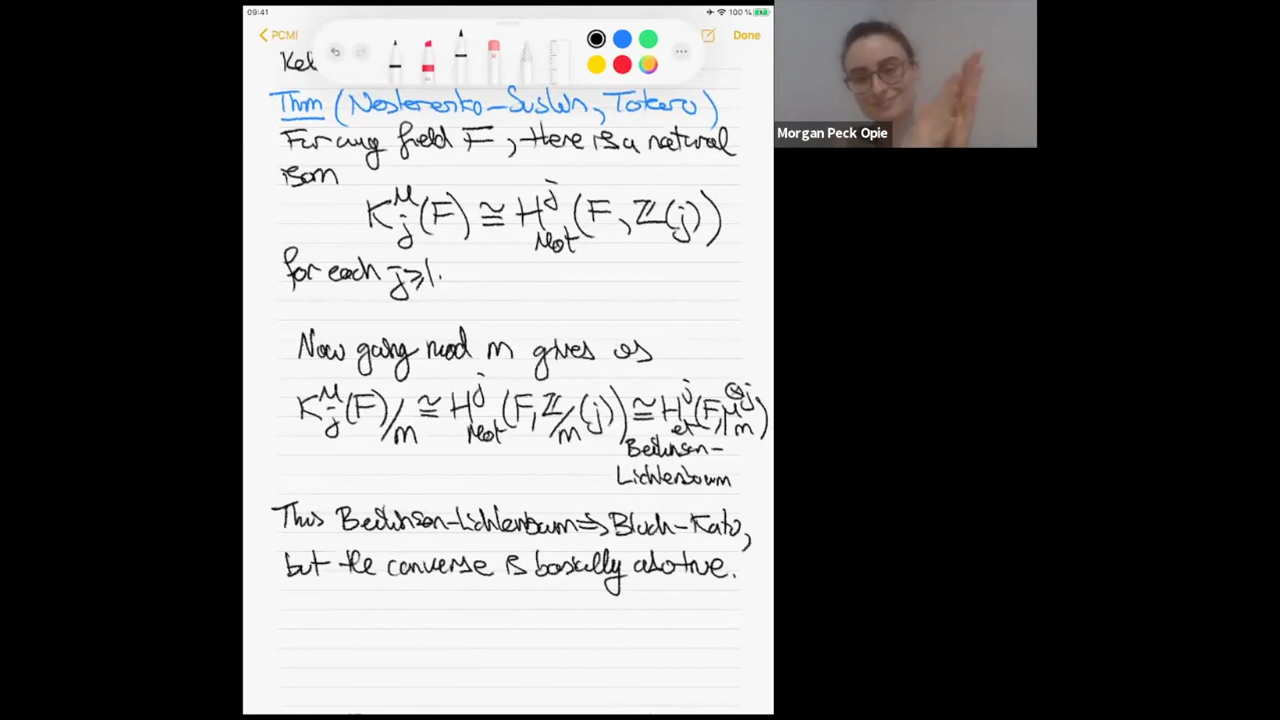 09:41
100 %
PCMI
Done
Kel
Thm (Nesterenko–Suslin, Totaro)
For any field F, there is a natural
isom
K^M_j(F) ≅ H^j_Mot(F, ℤ(j))
for each j⩾1.
Now going mod m gives us
K^M_j(F)/m ≅ H^j_Mot(F, ℤ/m(j)) ≅ H^j_et(F, μ_m^⊗j)
Beilinson–
Lichtenbaum
Thus Beilinson–Lichtenbaum ⇒ Bloch–Kato,
but the converse is basically also true.
Morgan Peck Opie